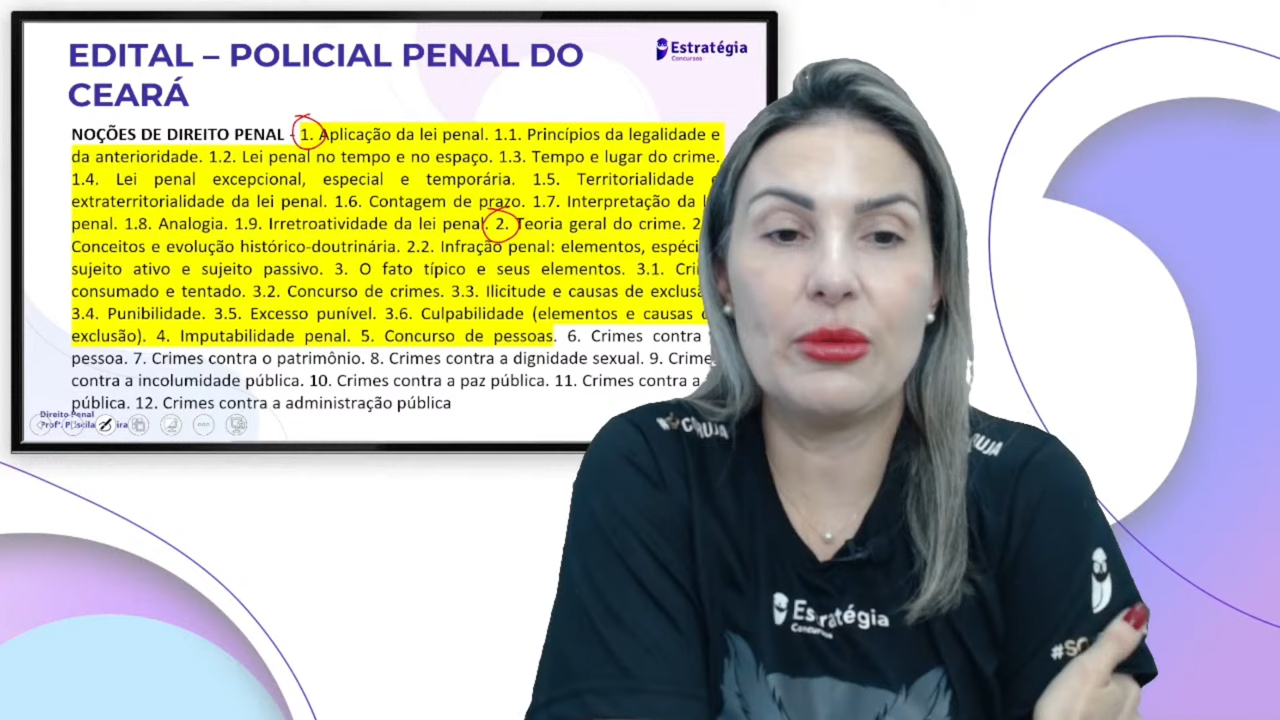 EDITAL – POLICIAL PENAL DO
CEARÁ
Estratégia
Concursos
NOÇÕES DE DIREITO PENAL - 1. Aplicação da lei penal. 1.1. Princípios da legalidade e
da anterioridade. 1.2. Lei penal no tempo e no espaço. 1.3. Tempo e lugar do crime.
1.4. Lei penal excepcional, especial e temporária. 1.5. Territorialidade
extraterritorialidade da lei penal. 1.6. Contagem de prazo. 1.7. Interpretação da
penal. 1.8. Analogia. 1.9. Irretroatividade da lei penal. 2. Teoria geral do crime.
Conceitos e evolução histórico-doutrinária. 2.2. Infração penal: elementos,
sujeito ativo e sujeito passivo. 3. O fato típico e seus elementos. 3.1.
consumado e tentado. 3.2. Concurso de crimes. 3.3. Ilicitude e causas de
3.4. Punibilidade. 3.5. Excesso punível. 3.6. Culpabilidade (elementos e causas
exclusão). 4. Imputabilidade penal. 5. Concurso de pessoas. 6. Crimes contra
pessoa. 7. Crimes contra o patrimônio. 8. Crimes contra a dignidade sexual. 9.
contra a incolumidade pública. 10. Crimes contra a paz pública. 11. Crimes contra a
pública. 12. Crimes contra a administração pública
Direito Penal
Estratégia
Concursos